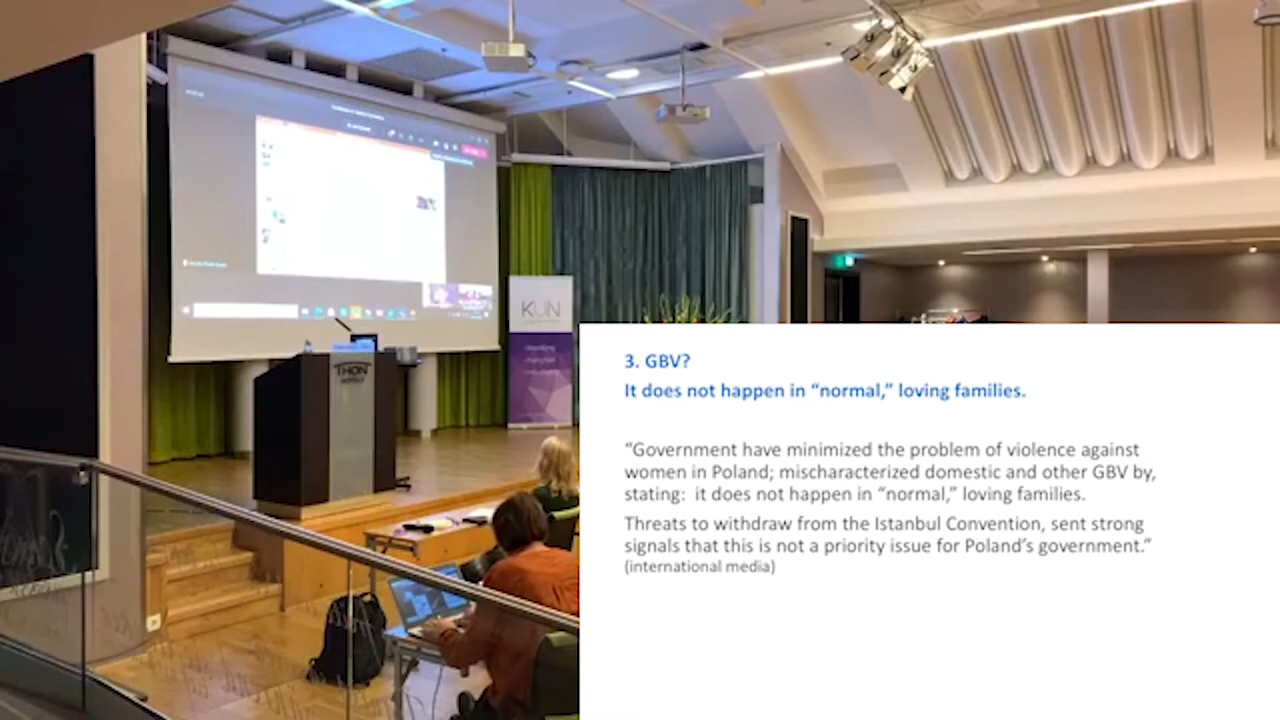 KUN
THON
HOTELS
3. GBV?
It does not happen in “normal,” loving families.
“Government have minimized the problem of violence against
women in Poland; mischaracterized domestic and other GBV by,
stating: it does not happen in “normal,” loving families.
Threats to withdraw from the Istanbul Convention, sent strong
signals that this is not a priority issue for Poland’s government.”
(international media)